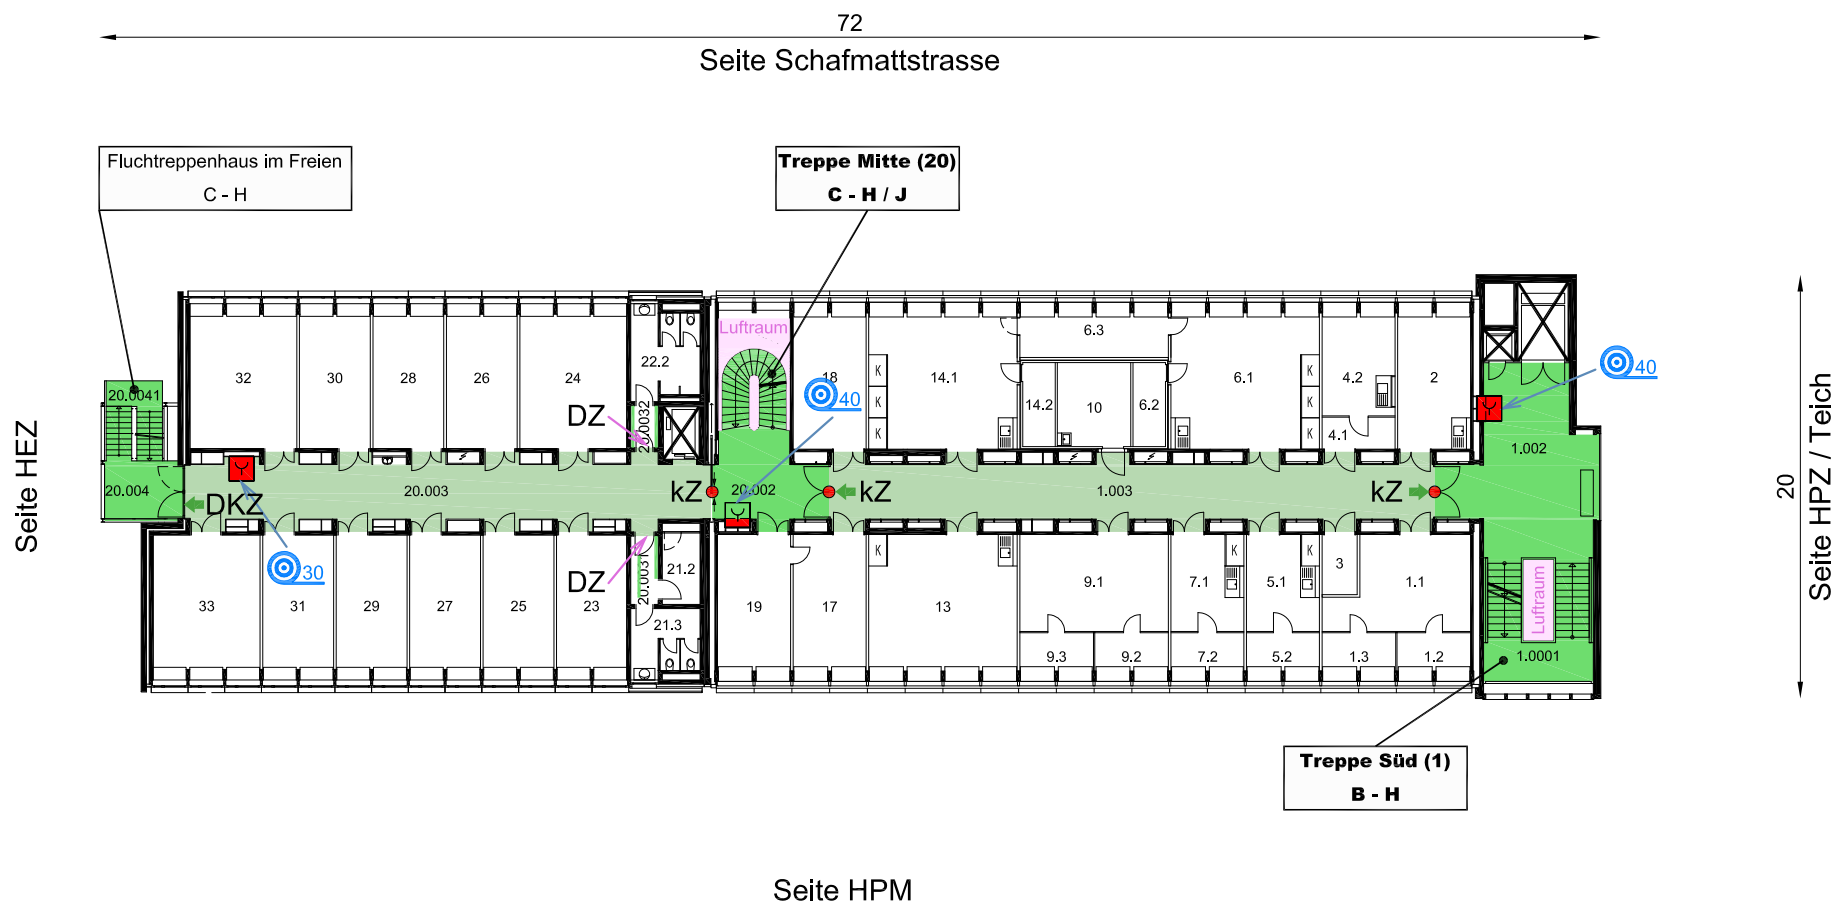 72
Seite Schafmattstrasse
Fluchtreppenhaus im Freien
C - H
Treppe Mitte (20)
C - H / J
Seite HEZ
Seite HPZ / Teich
20
Luftraum
6.3
32
30
28
26
24
22.2
18
14.1
14.2
10
6.2
6.1
4.2
2
4.1
K
K
K
K
K
K
40
40
20.0041
DZ
20.0032
1.002
20.004
DKZ
20.003
kZ
20.002
kZ
1.003
kZ
30
DZ
20.0031
21.2
K
K
K
33
31
29
27
25
23
21.3
19
17
13
9.1
7.1
5.1
3
1.1
Luftraum
9.3
9.2
7.2
5.2
1.3
1.2
1.0001
Treppe Süd (1)
B - H
Seite HPM